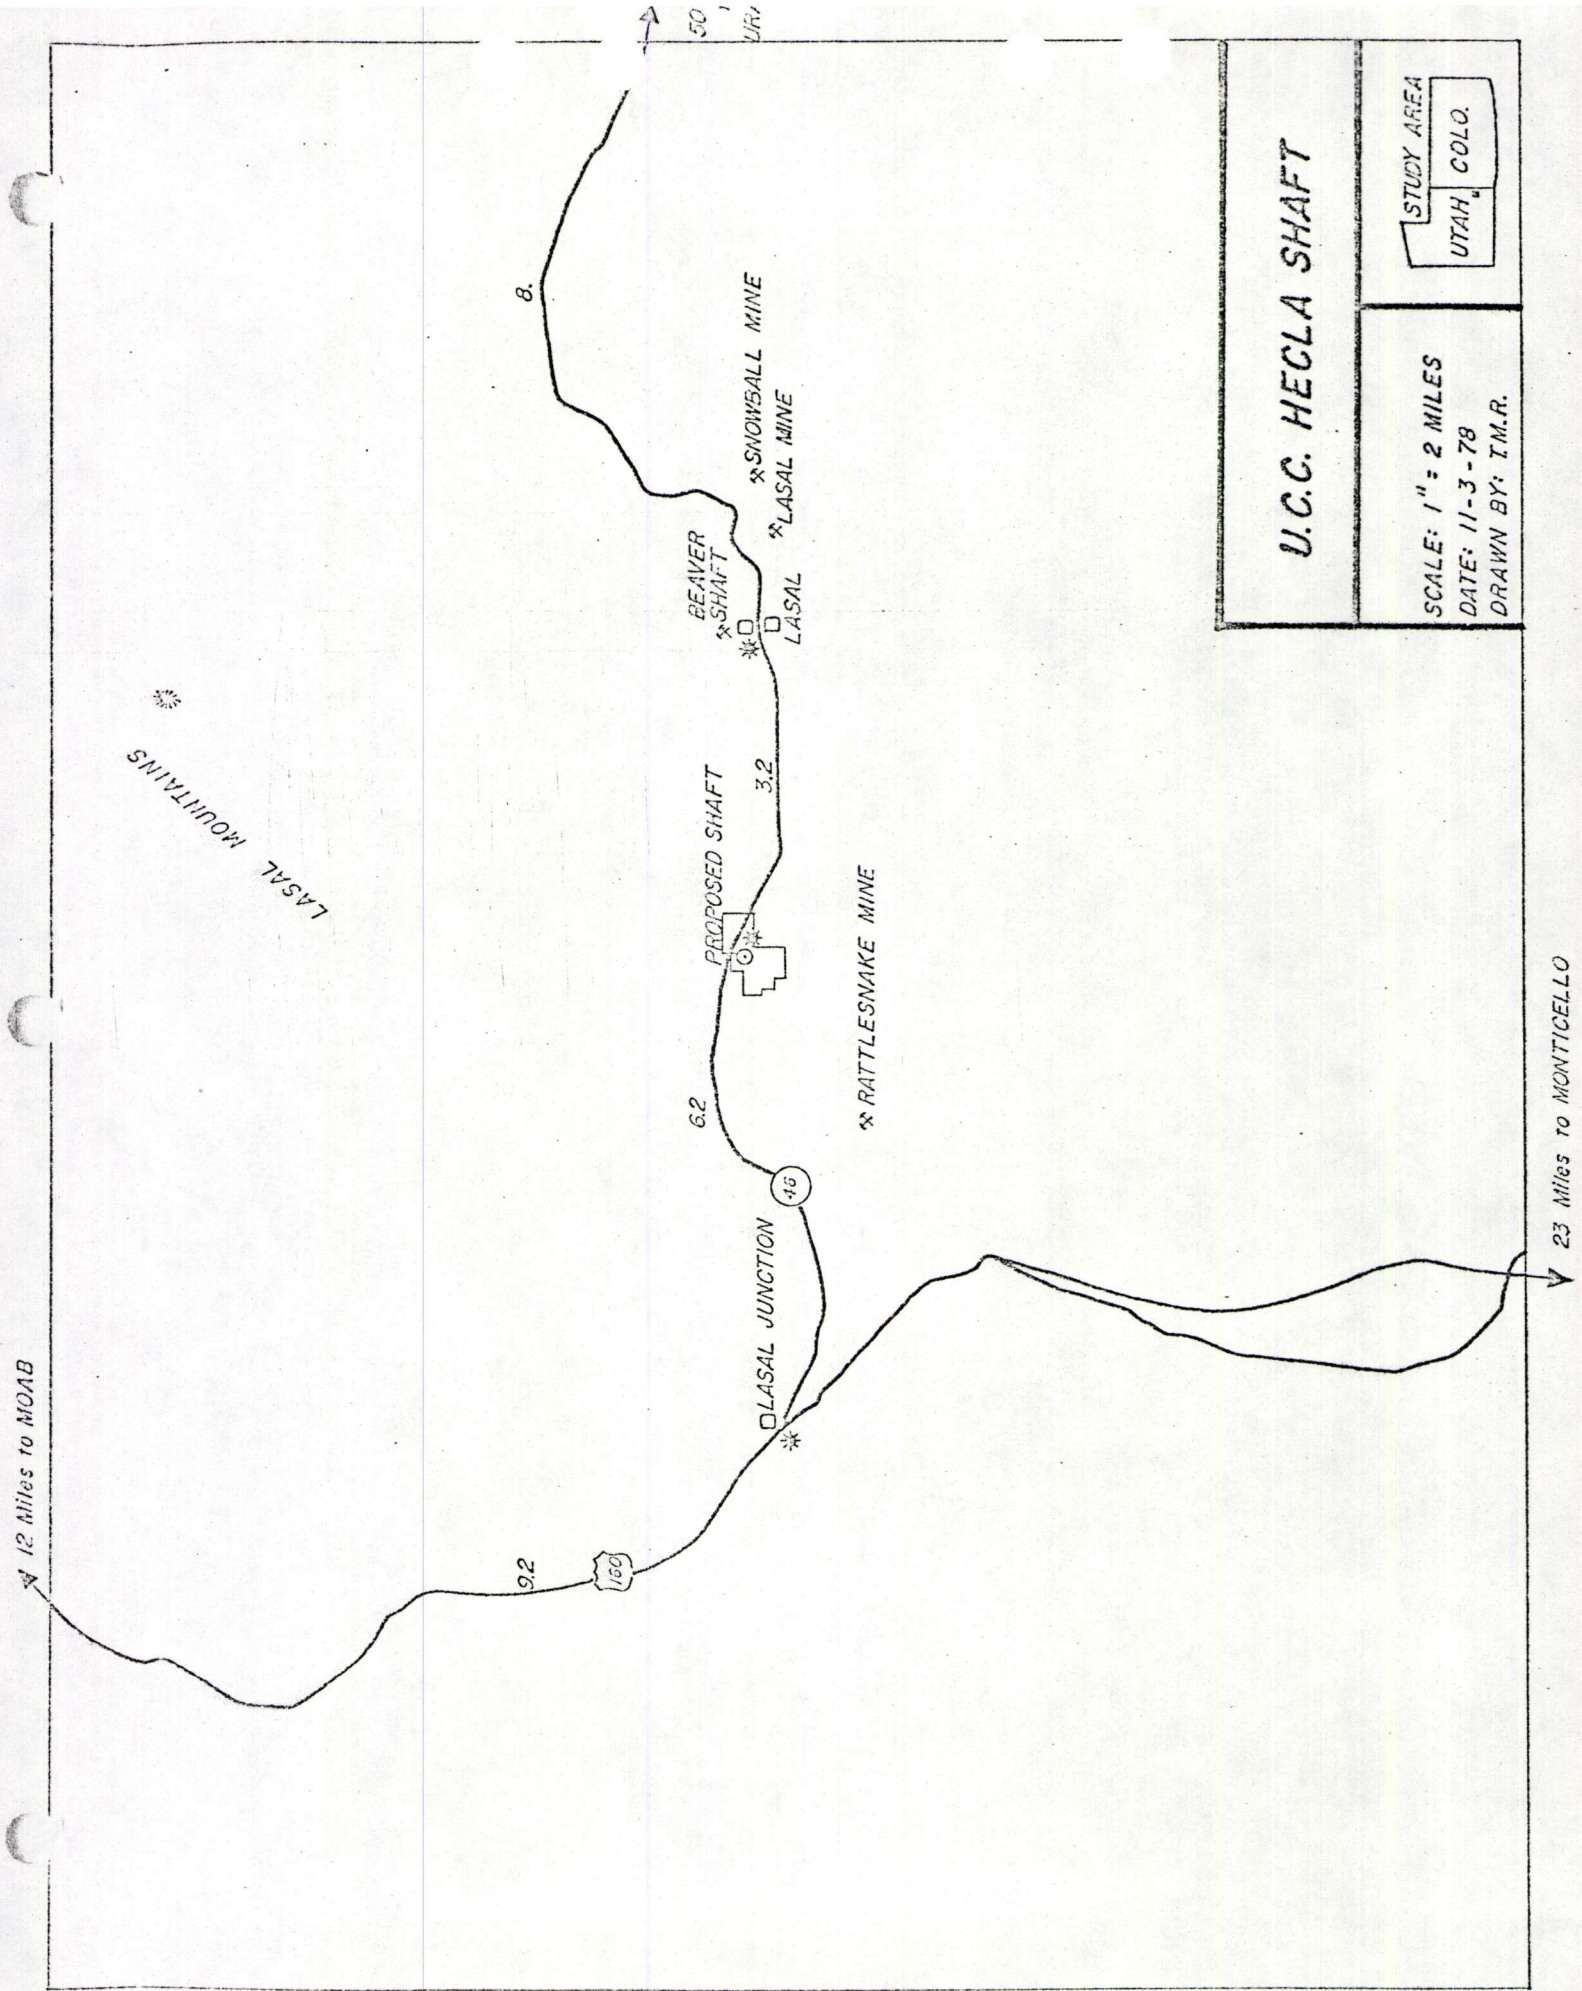 12 Miles to MOAB
LASAL MOUNTAINS
9.2
160
LASAL JUNCTION
46
6.2
PROPOSED SHAFT
3.2
BEAVER
SHAFT
LASAL
8.
SNOWBALL MINE
LASAL MINE
RATTLESNAKE MINE
50
23 Miles to MONTICELLO
U.C.C. HECLA SHAFT
SCALE: 1" = 2 MILES
DATE: 11-3-78
DRAWN BY: T.M.R.
STUDY AREA
UTAH COLO.